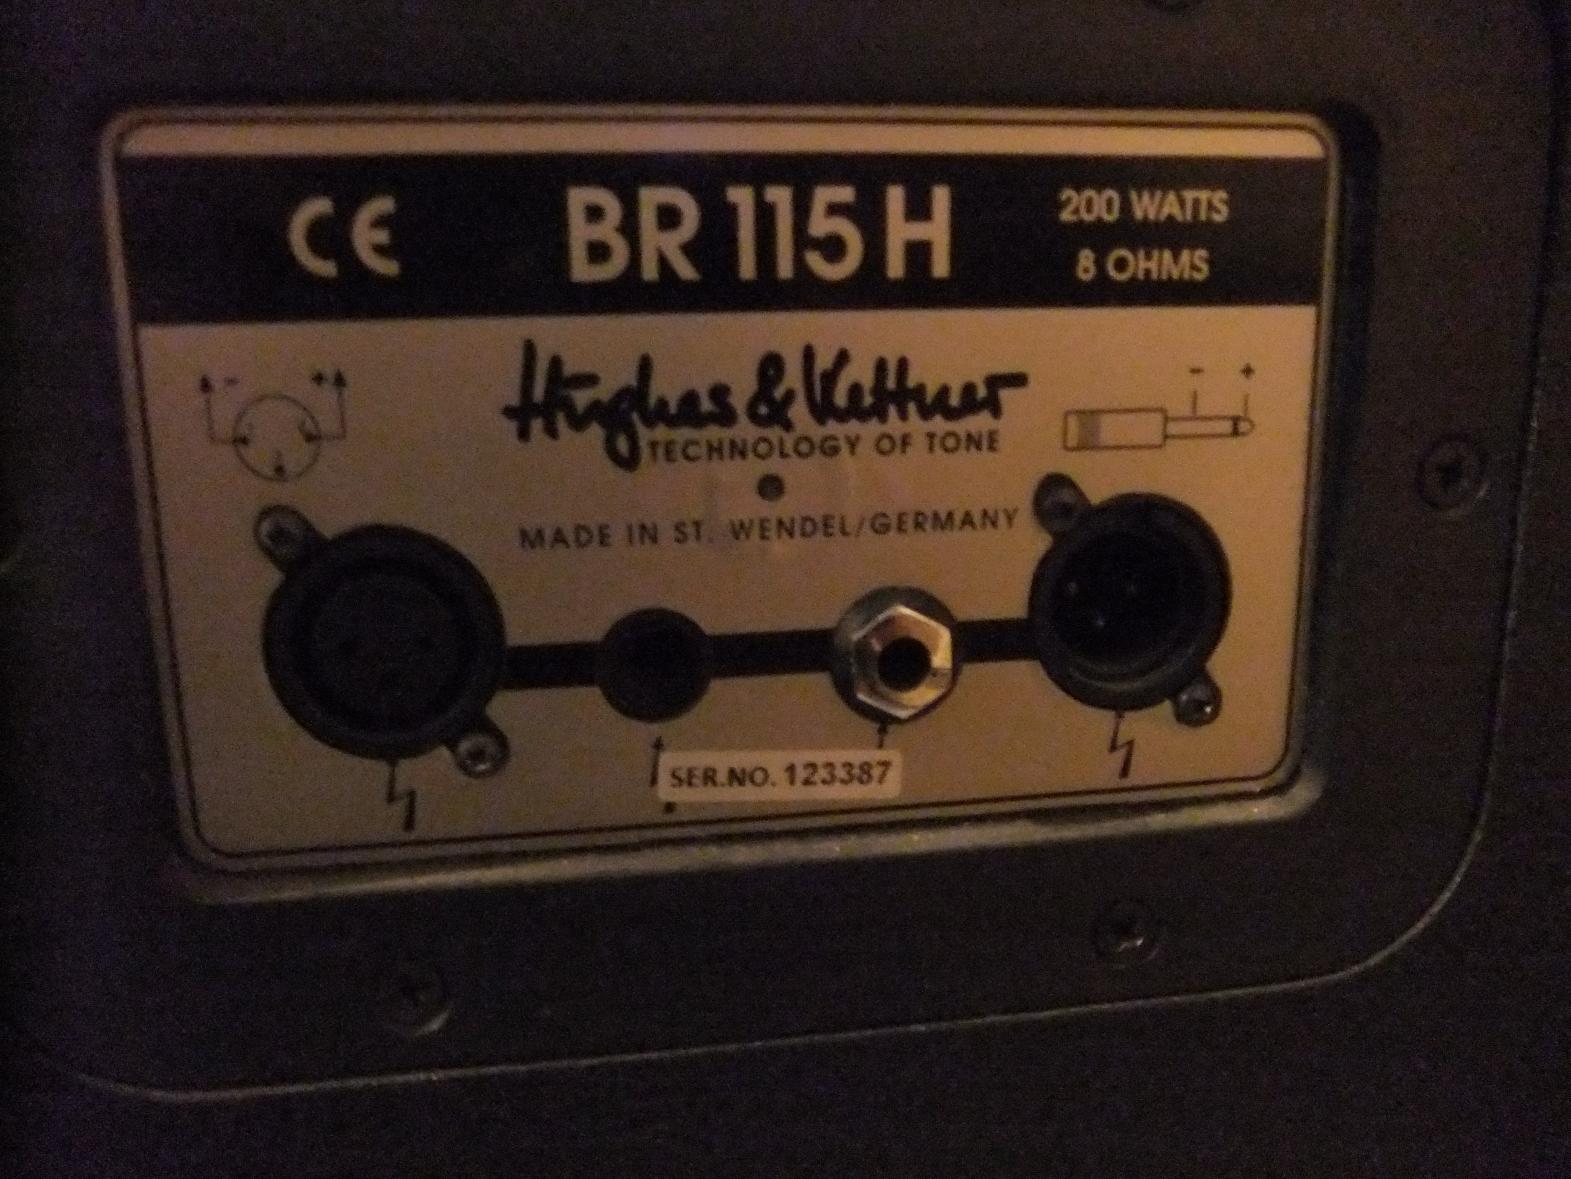 CE
BR 115 H
200 WATTS
8 OHMS
- +
Hughes & Kettner
- +
TECHNOLOGY OF TONE
MADE IN ST. WENDEL/GERMANY
SER.NO. 123387